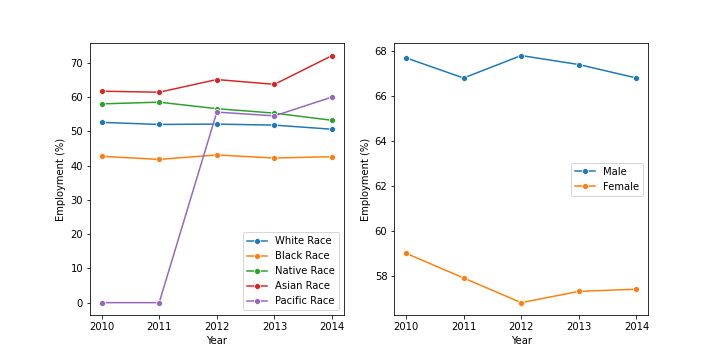 70
60
50
40
30
20
10
0
Employment (%)
2010 2011 2012 2013 2014
Year
White Race
Black Race
Native Race
Asian Race
Pacific Race
68
66
64
62
60
58
Employment (%)
2010 2011 2012 2013 2014
Year
Male
Female